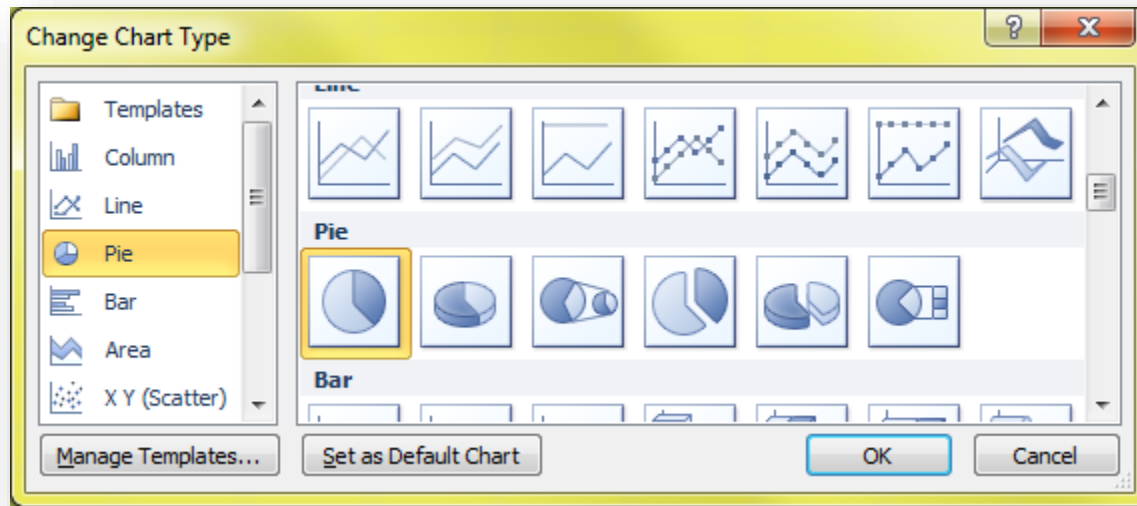 Change Chart Type
Templates
Column
Line
Pie
Bar
Area
X Y (Scatter)
Line
Pie
Bar
Manage Templates...
Set as Default Chart
OK
Cancel